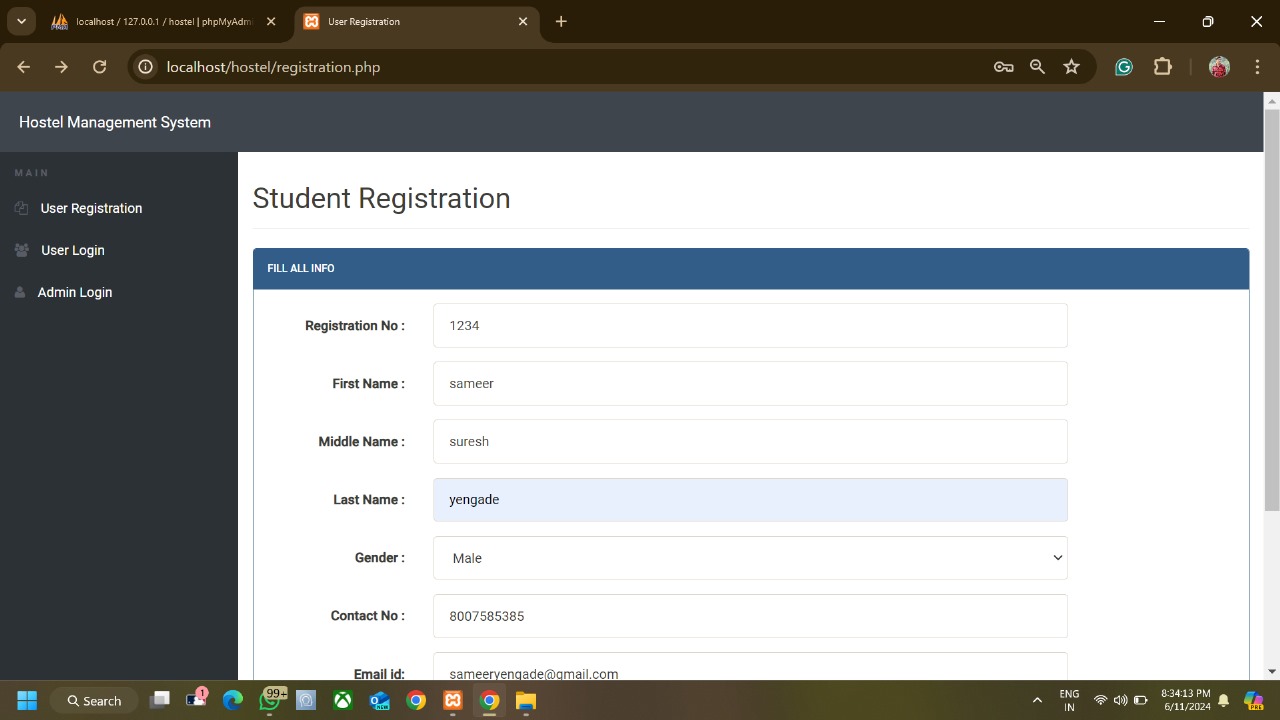 localhost / 127.0.0.1 / hostel | phpMyAdm
User Registration
localhost/hostel/registration.php
Hostel Management System
MAIN
User Registration
User Login
Admin Login
Student Registration
FILL ALL INFO
Registration No : 1234
First Name : sameer
Middle Name : suresh
Last Name : yengade
Gender : Male
Contact No : 8007585385
Email id: sameeryengade@gmail.com
Search
1
99+
NEW
ENG
IN
8:34:13 PM
6/11/2024
PRE